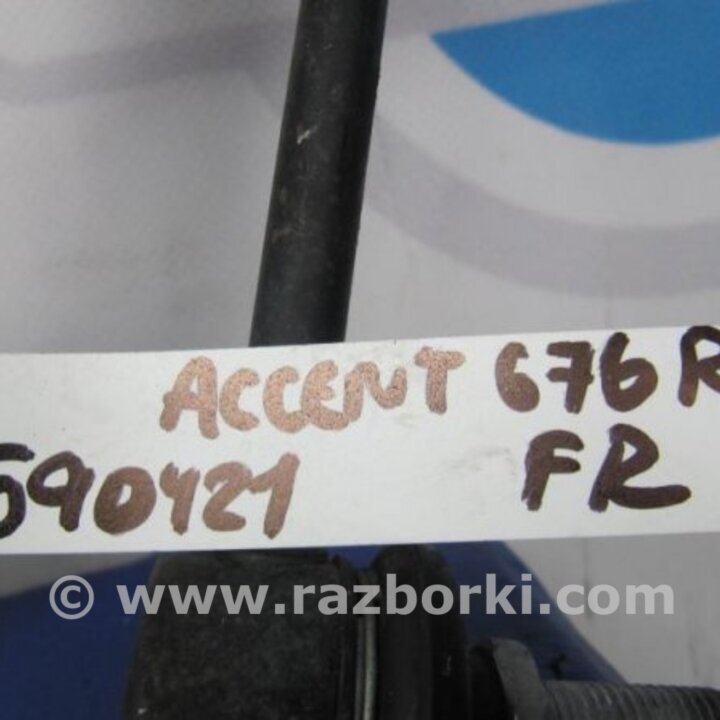 ACCENT 676R
590421 FR
© www.razborki.com